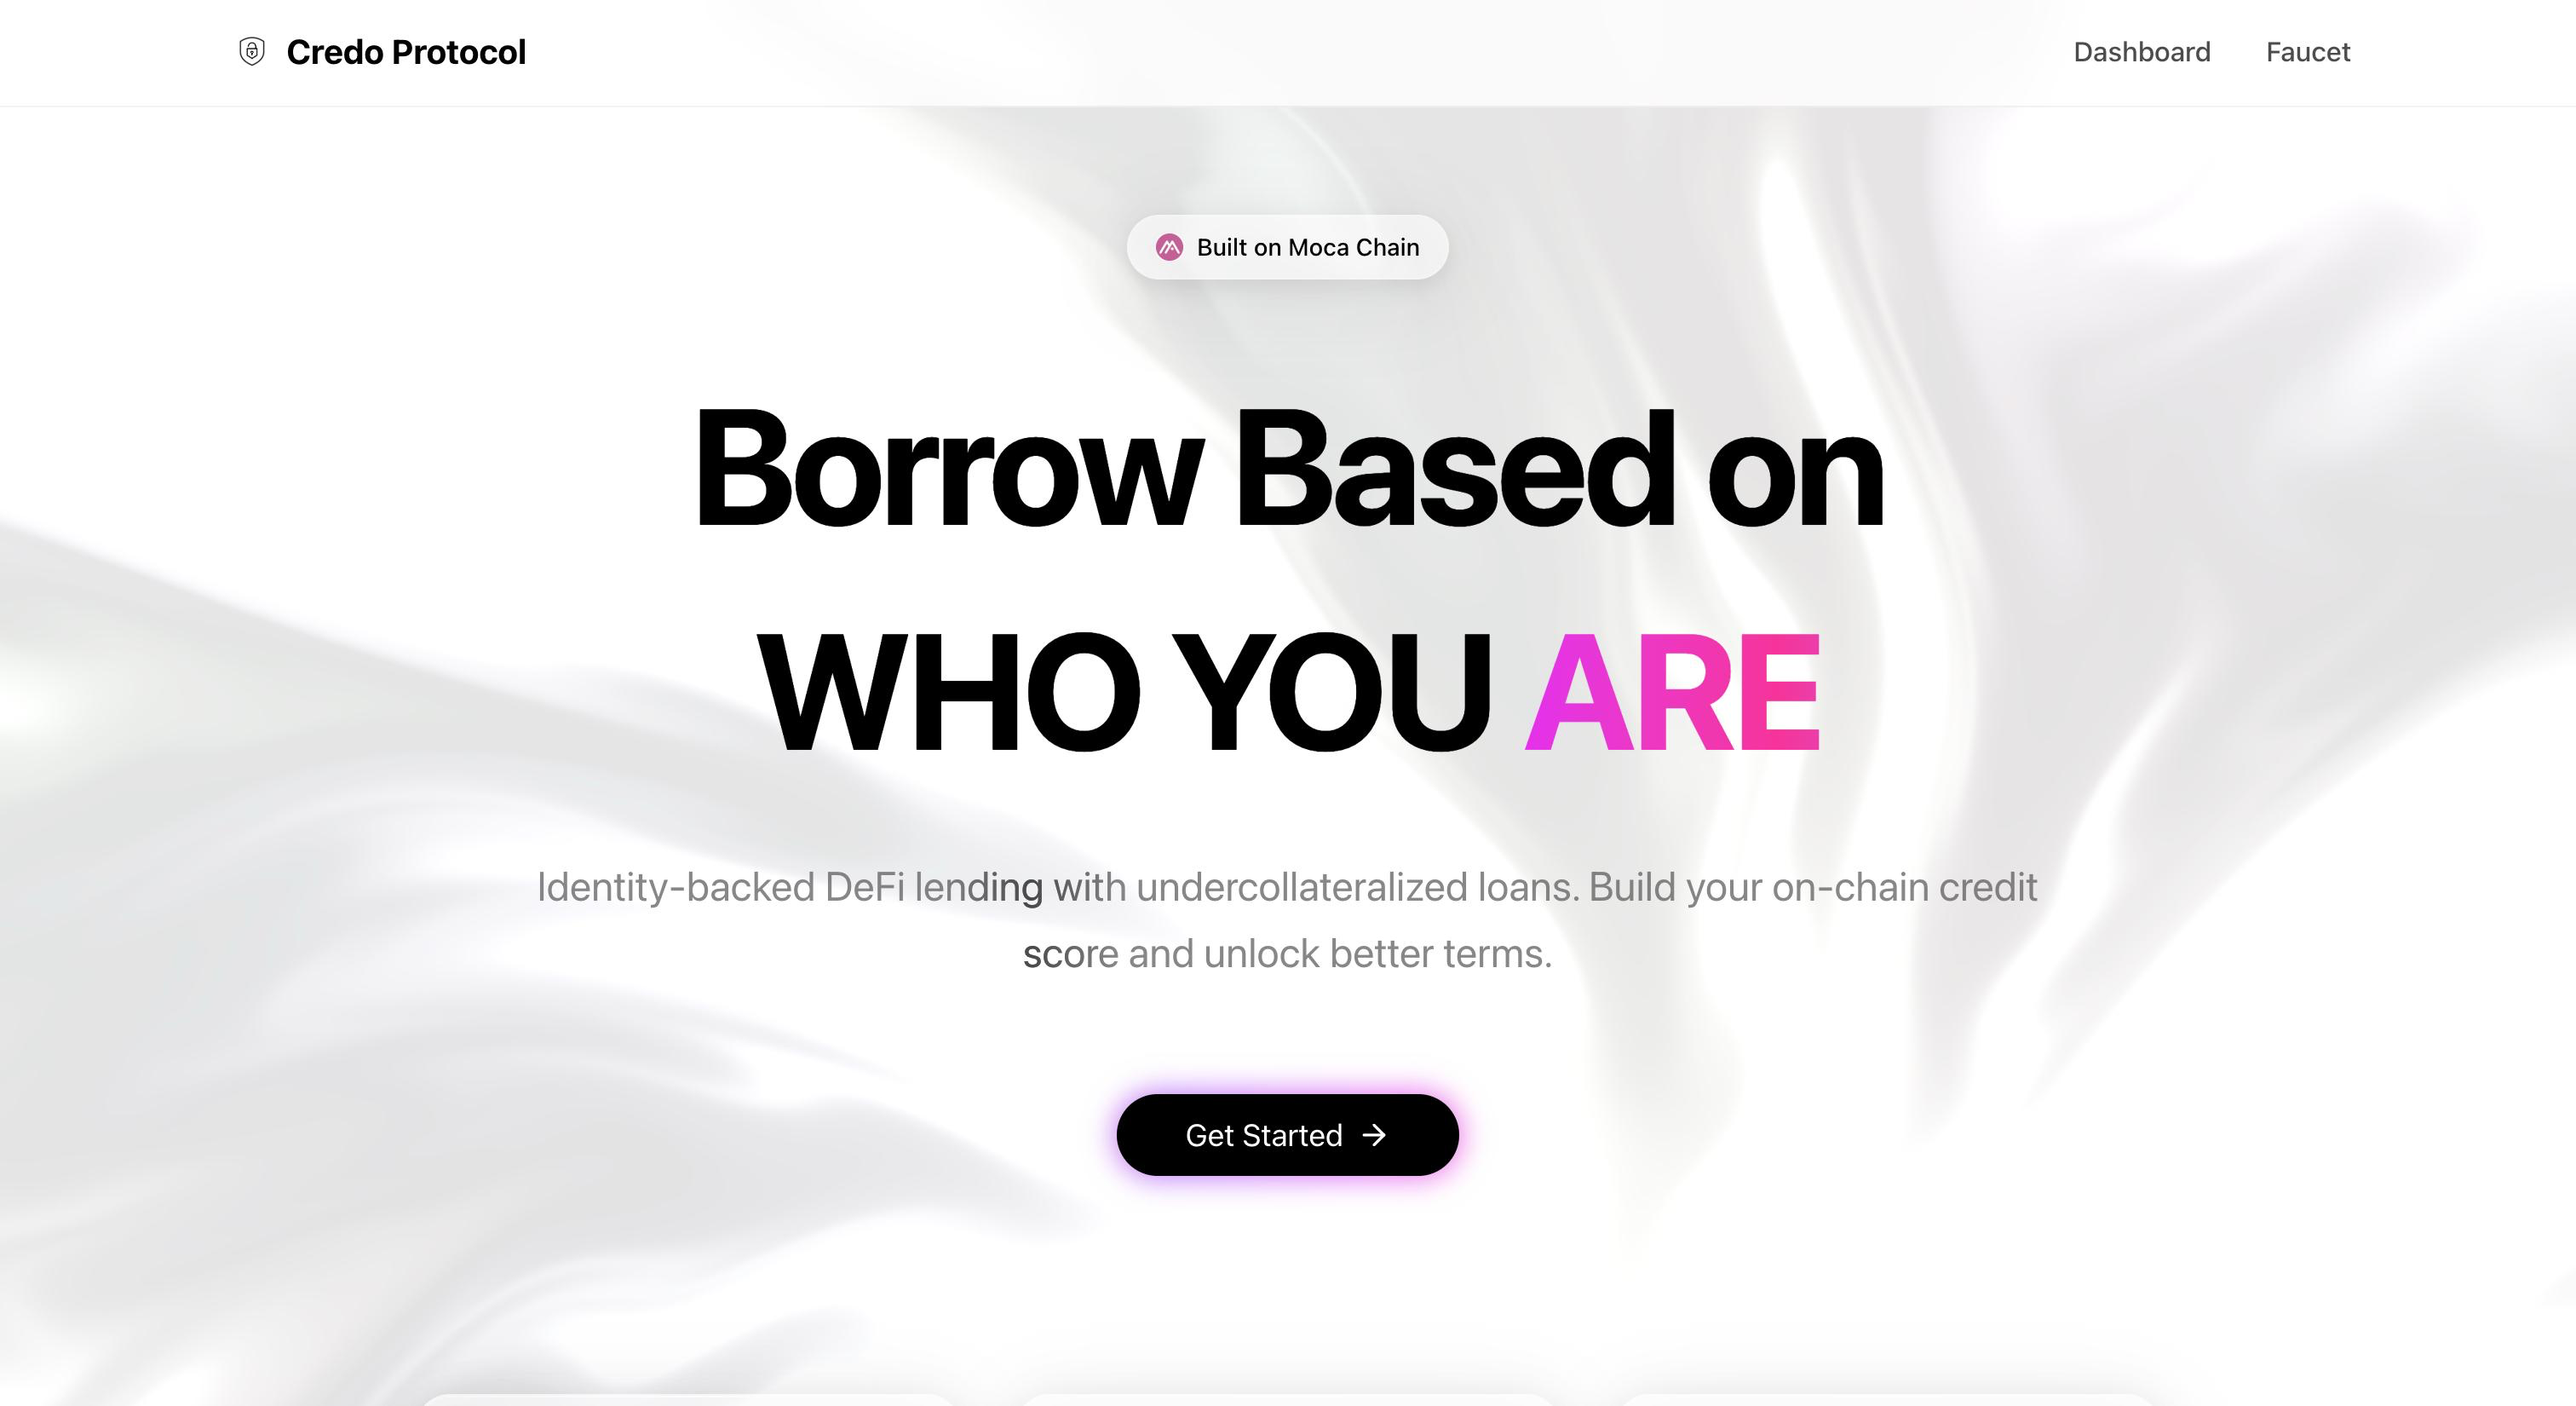 Credo Protocol
Dashboard
Faucet
Built on Moca Chain
Borrow Based on
WHO YOU ARE
Identity-backed DeFi lending with undercollateralized loans. Build your on-chain credit
score and unlock better terms.
Get Started